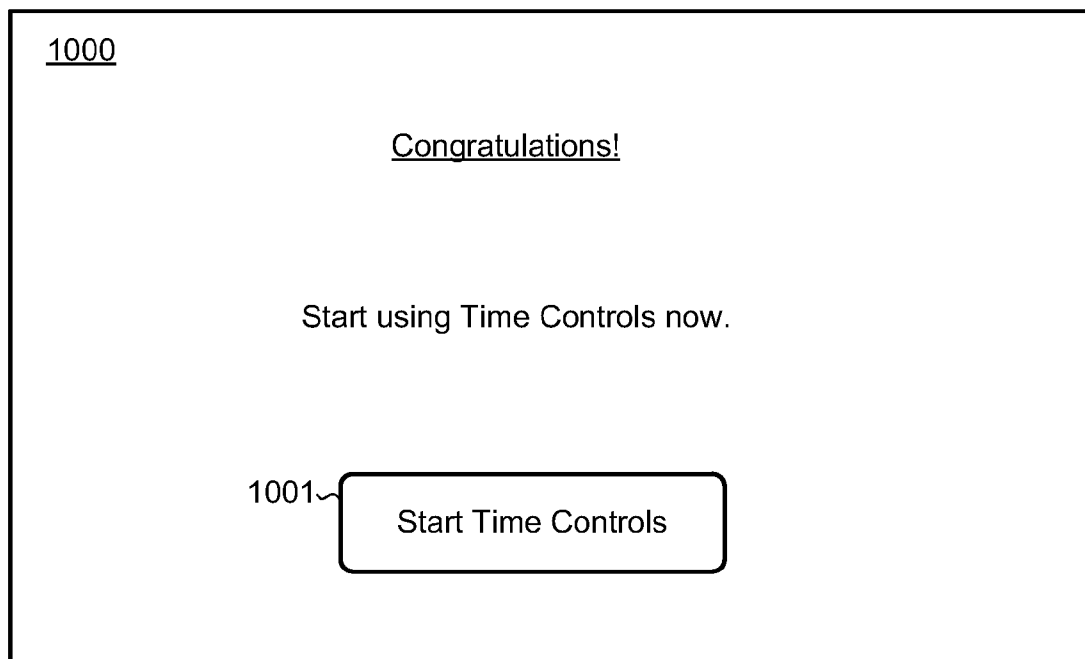 1000
Congratulations!
Start using Time Controls now.
1001
Start Time Controls